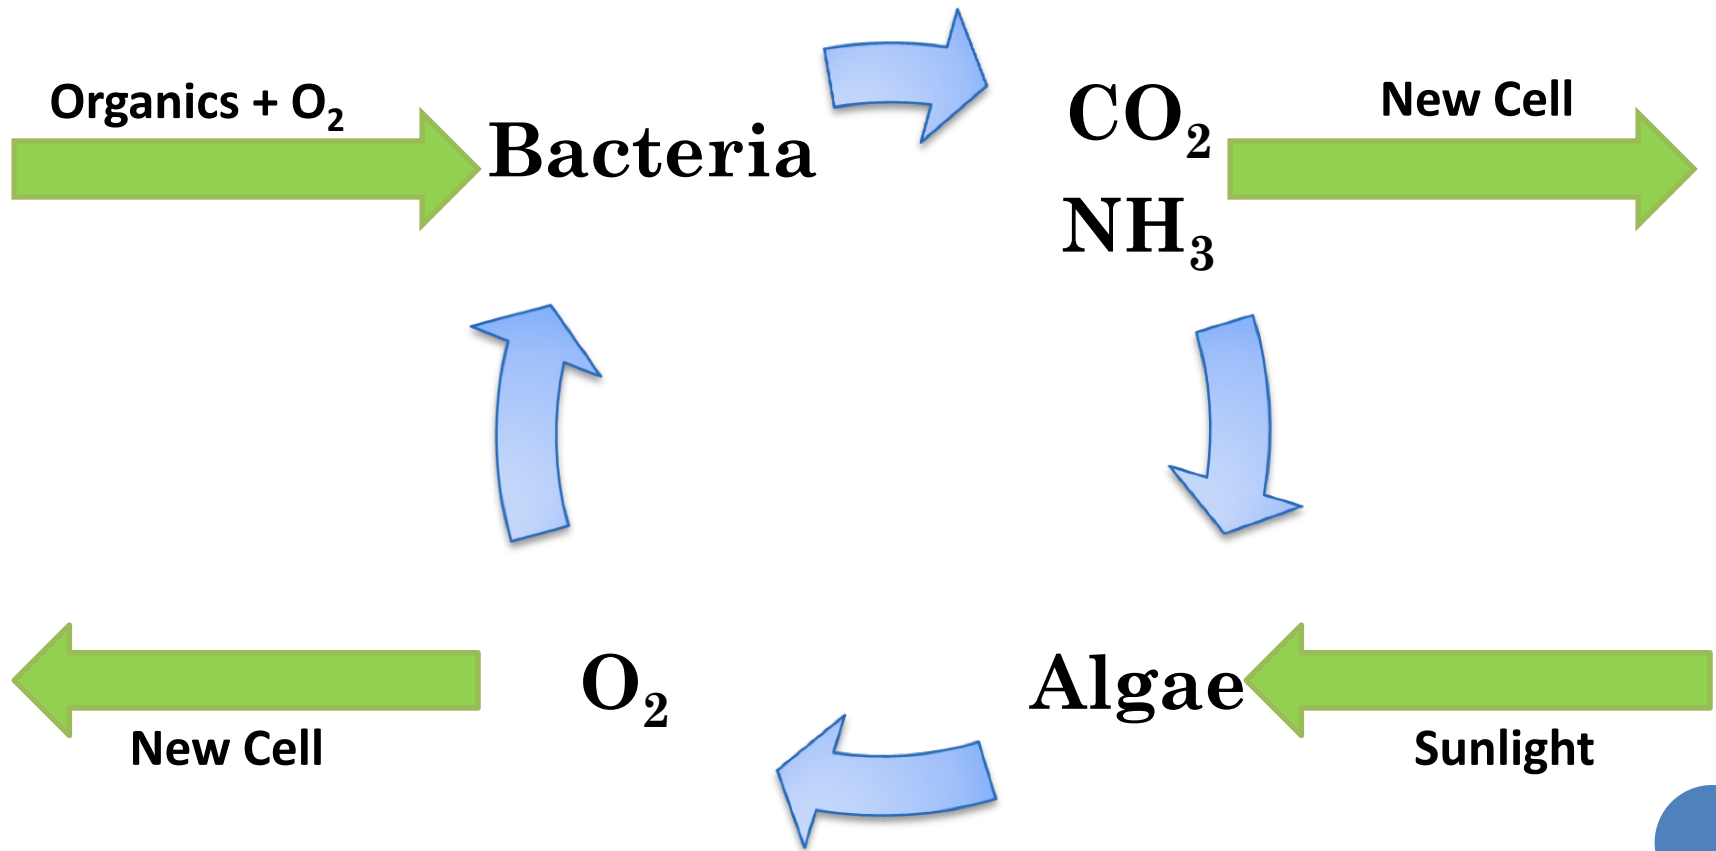 Organics + O₂
Bacteria
CO₂
NH₃
New Cell
O₂
New Cell
Algae
Sunlight